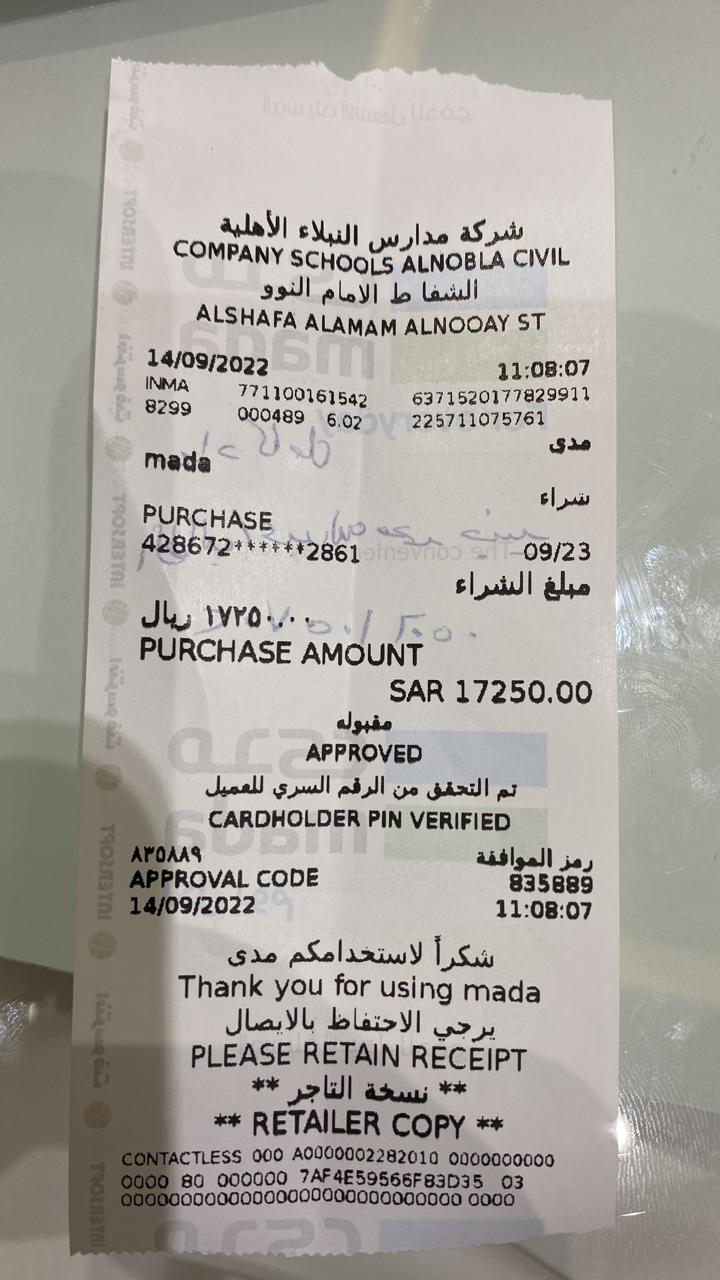 شركة مدارس النبلاء الأهلية
COMPANY SCHOOLS ALNOBLA CIVIL
الشفا ط الامام النوو
ALSHAFA ALAMAM ALNOOAY ST
14/09/2022 11:08:07
INMA 771100161542 6371520177829911
8299 000489 6.02 225711075761
مدى
mada
شراء
PURCHASE
428672******2861 09/23
مبلغ الشراء
١٧٢٥٠.٠٠ ريال
PURCHASE AMOUNT
SAR 17250.00
مقبوله
APPROVED
تم التحقق من الرقم السري للعميل
CARDHOLDER PIN VERIFIED
٨٣٥٨٨٩ رمز الموافقة
APPROVAL CODE 835889
14/09/2022 11:08:07
شكراً لاستخدامكم مدى
Thank you for using mada
يرجي الاحتفاظ بالايصال
PLEASE RETAIN RECEIPT
** نسخة التاجر **
** RETAILER COPY **
CONTACTLESS 000 A0000002282010 0000000000
0000 80 000000 7AF4E59566F83D35 03
0000000000000000000000000000 0000